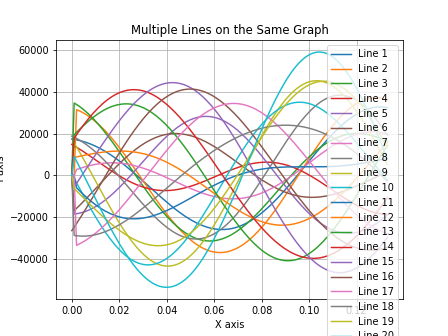 Multiple Lines on the Same Graph
60000
40000
20000
0
−20000
−40000
0.00
0.02
0.04
0.06
0.08
0.10
X axis
Line 1
Line 2
Line 3
Line 4
Line 5
Line 6
Line 7
Line 8
Line 9
Line 10
Line 11
Line 12
Line 13
Line 14
Line 15
Line 16
Line 17
Line 18
Line 19
Line 20